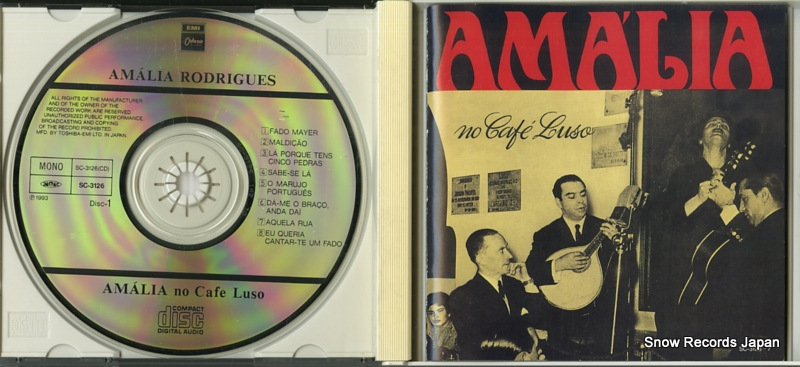 EMI
Odeon
AMÁLIA RODRIGUES
ALL RIGHTS OF THE MANUFACTURER
AND OF THE OWNER OF THE
RECORDED WORK ARE RESERVED
UNAUTHORIZED PUBLIC PERFORMANCE,
BROADCASTING AND COPYING
OF THE RECORD PROHIBITED.
MFD. BY TOSHIBA-EMI LTD. IN JAPAN.
MONO
SC-3126(CD)
SC-3126
Ⓟ1993
Disc-1
1 FADO MAYER
2 MALDIÇÃO
3 LÁ PORQUE TENS
CINCO PEDRAS
4 SABE-SE LÁ
5 O MARUJO
PORTUGUÊS
6 DÁ-ME O BRAÇO,
ANDA DAÍ
7 AQUELA RUA
8 EU QUERIA
CANTAR-TE UM FADO
AMÁLIA no Cafe Luso
COMPACT
disc
DIGITAL AUDIO
AMÁLIA
no Café Luso
Snow Records Japan